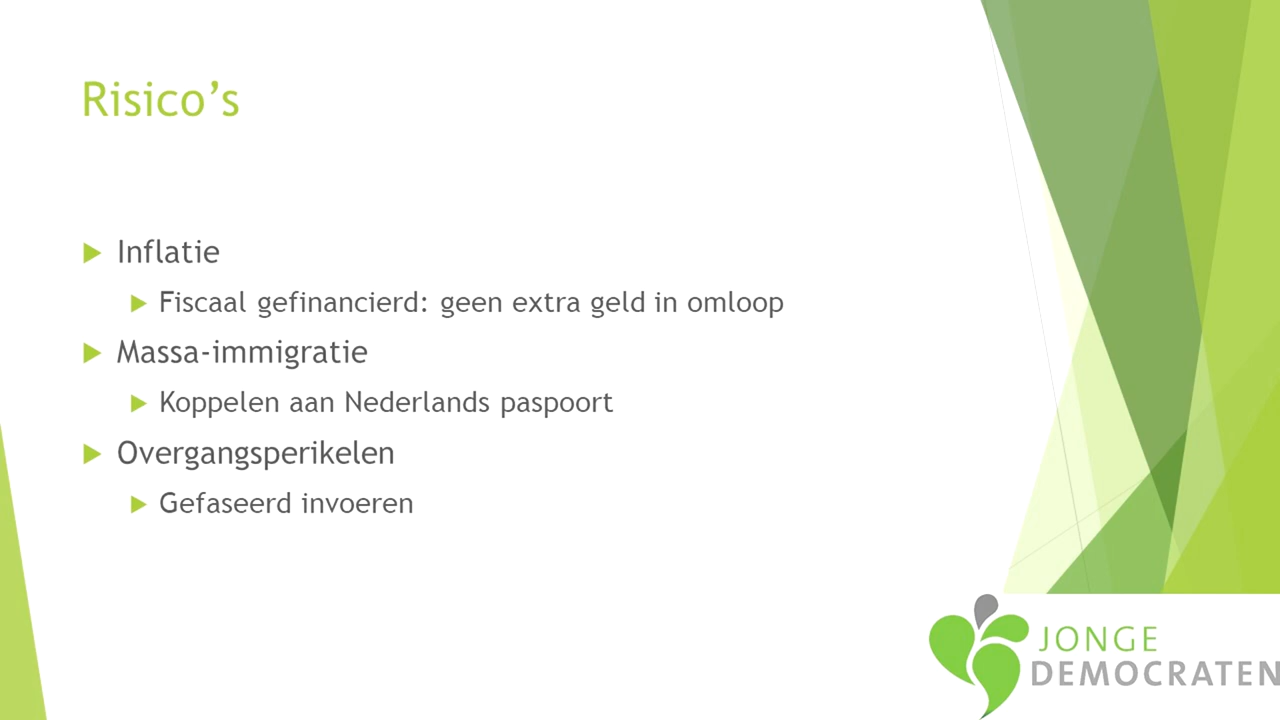 Risico’s
Inflatie
Fiscaal gefinancierd: geen extra geld in omloop
Massa-immigratie
Koppelen aan Nederlands paspoort
Overgangsperikelen
Gefaseerd invoeren
JONGE
DEMOCRATEN